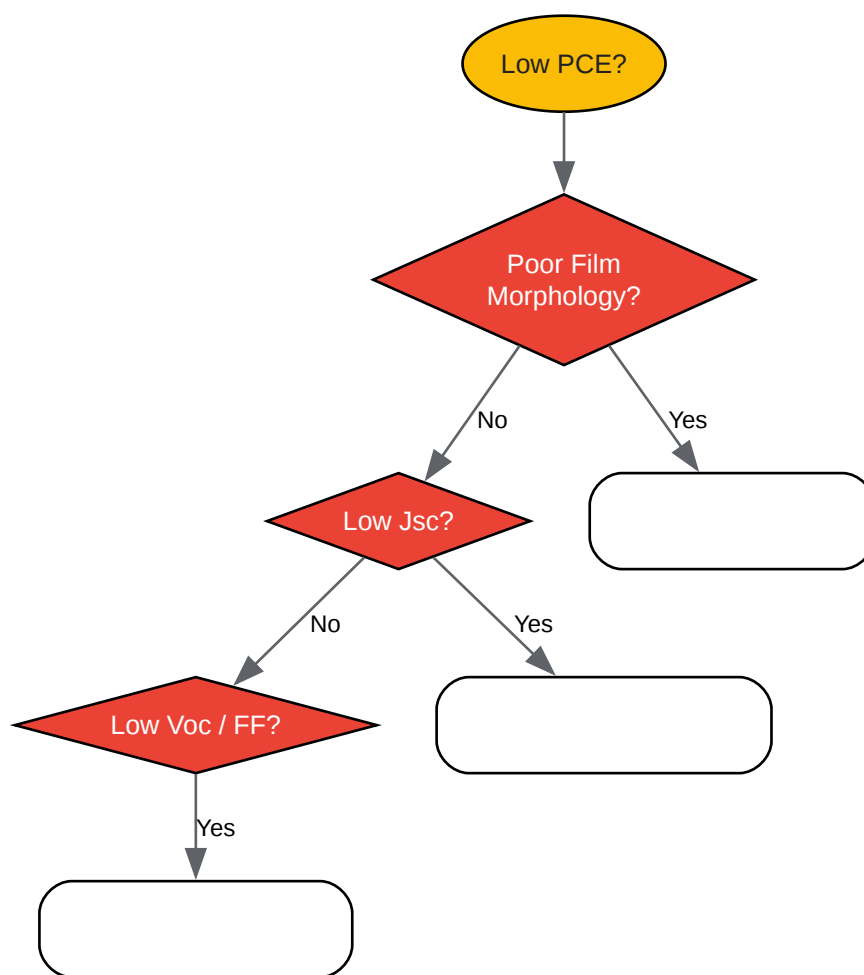 Low PCE?
Poor Film
Morphology?
No
Yes
Low Jsc?
No
Yes
Low Voc / FF?
Yes